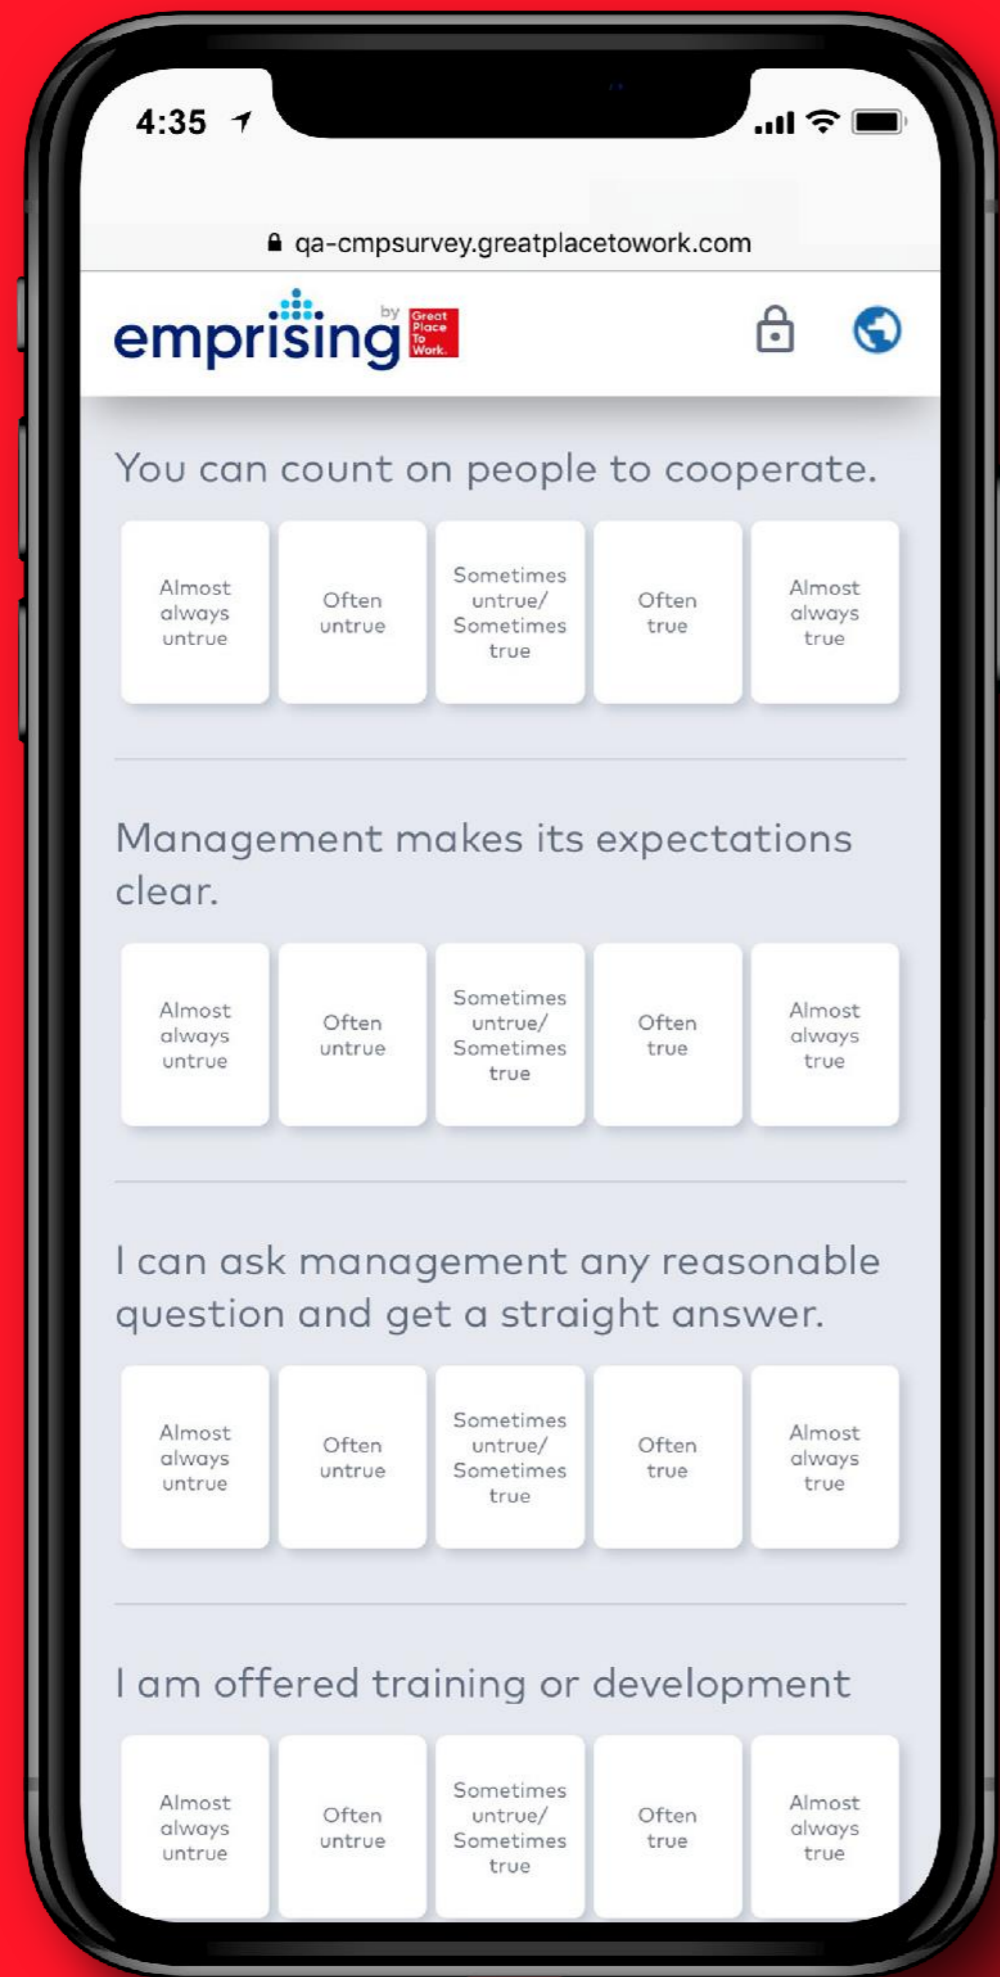 4:35
qa-cmpsurvey.greatplacetowork.com
emprising by Great
Place
To
Work.
You can count on people to cooperate.
Almost
always
untrue
Often
untrue
Sometimes
untrue/
Sometimes
true
Often
true
Almost
always
true
Management makes its expectations
clear.
Almost
always
untrue
Often
untrue
Sometimes
untrue/
Sometimes
true
Often
true
Almost
always
true
I can ask management any reasonable
question and get a straight answer.
Almost
always
untrue
Often
untrue
Sometimes
untrue/
Sometimes
true
Often
true
Almost
always
true
I am offered training or development
Almost
always
untrue
Often
untrue
Sometimes
untrue/
Sometimes
true
Often
true
Almost
always
true